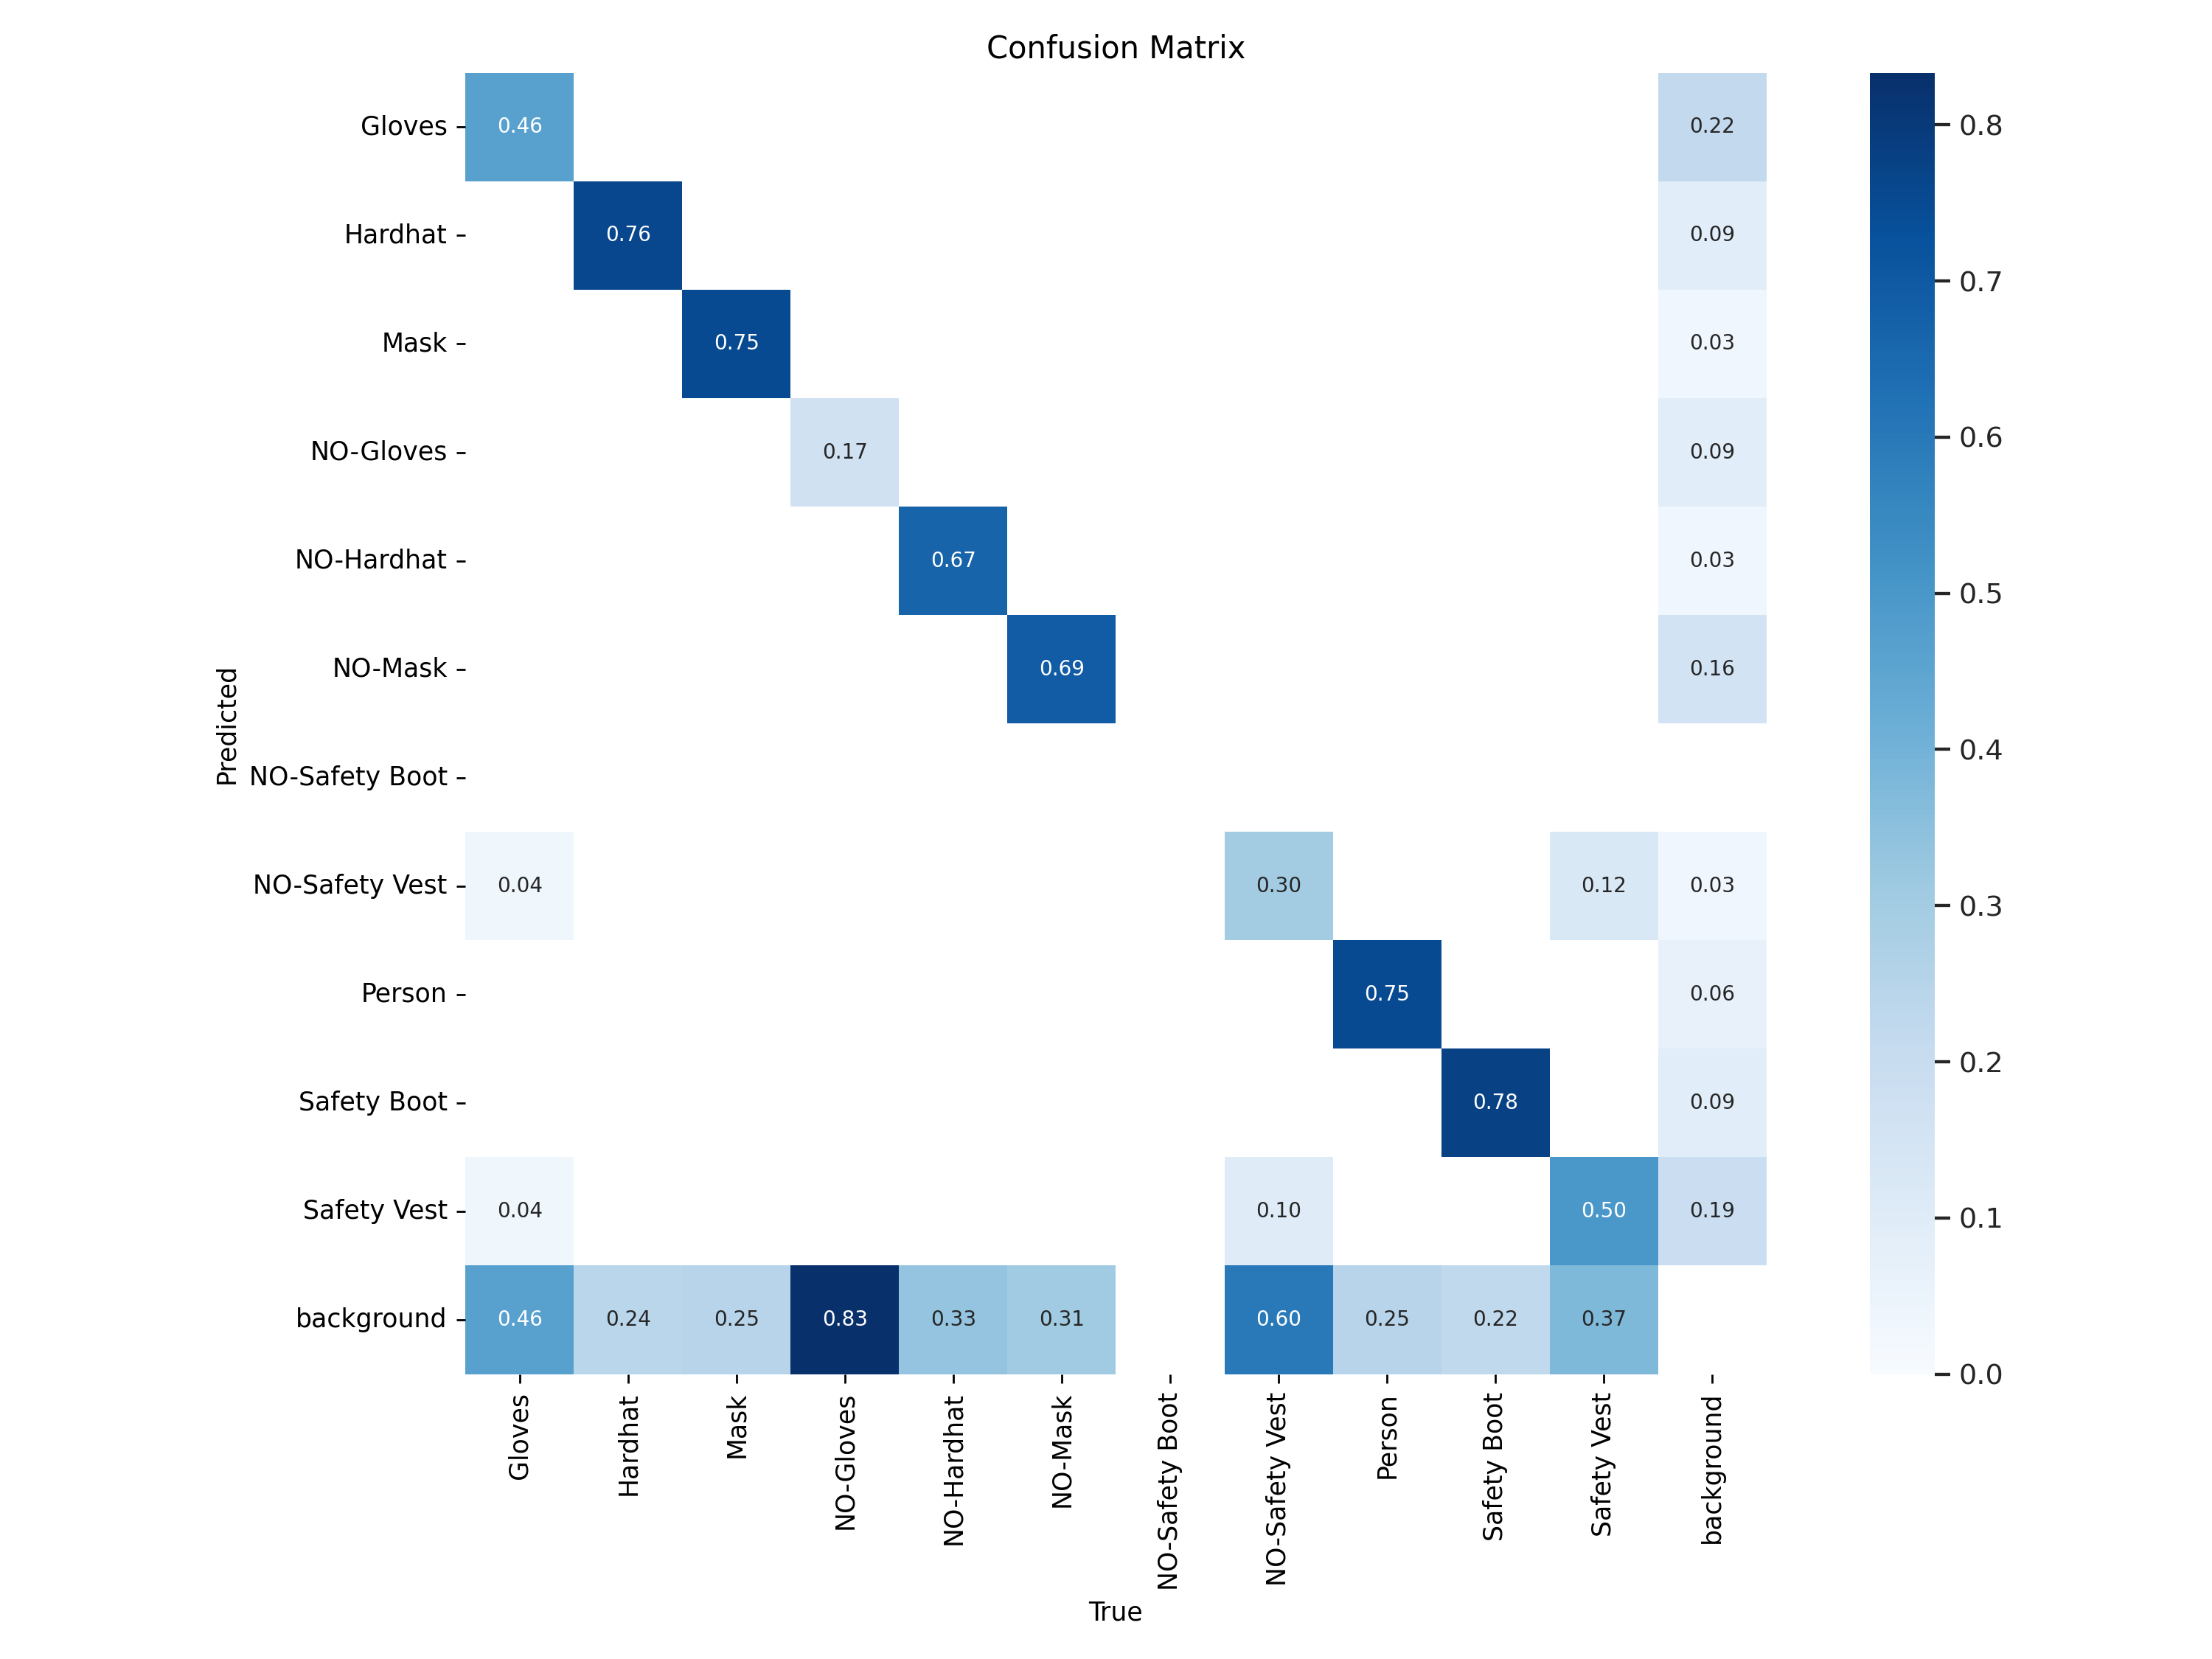 Confusion Matrix
Gloves
0.46
0.22
0.8
Hardhat
0.76
0.09
0.7
Mask
0.75
0.03
NO-Gloves
0.17
0.09
0.6
NO-Hardhat
0.67
0.03
0.5
NO-Mask
0.69
0.16
Predicted
NO-Safety Boot
0.4
NO-Safety Vest
0.04
0.30
0.12
0.03
0.3
Person
0.75
0.06
0.2
Safety Boot
0.78
0.09
Safety Vest
0.04
0.10
0.50
0.19
0.1
background
0.46
0.24
0.25
0.83
0.33
0.31
0.60
0.25
0.22
0.37
0.0
Gloves
Hardhat
Mask
NO-Gloves
NO-Hardhat
NO-Mask
NO-Safety Boot
NO-Safety Vest
Person
Safety Boot
Safety Vest
background
True